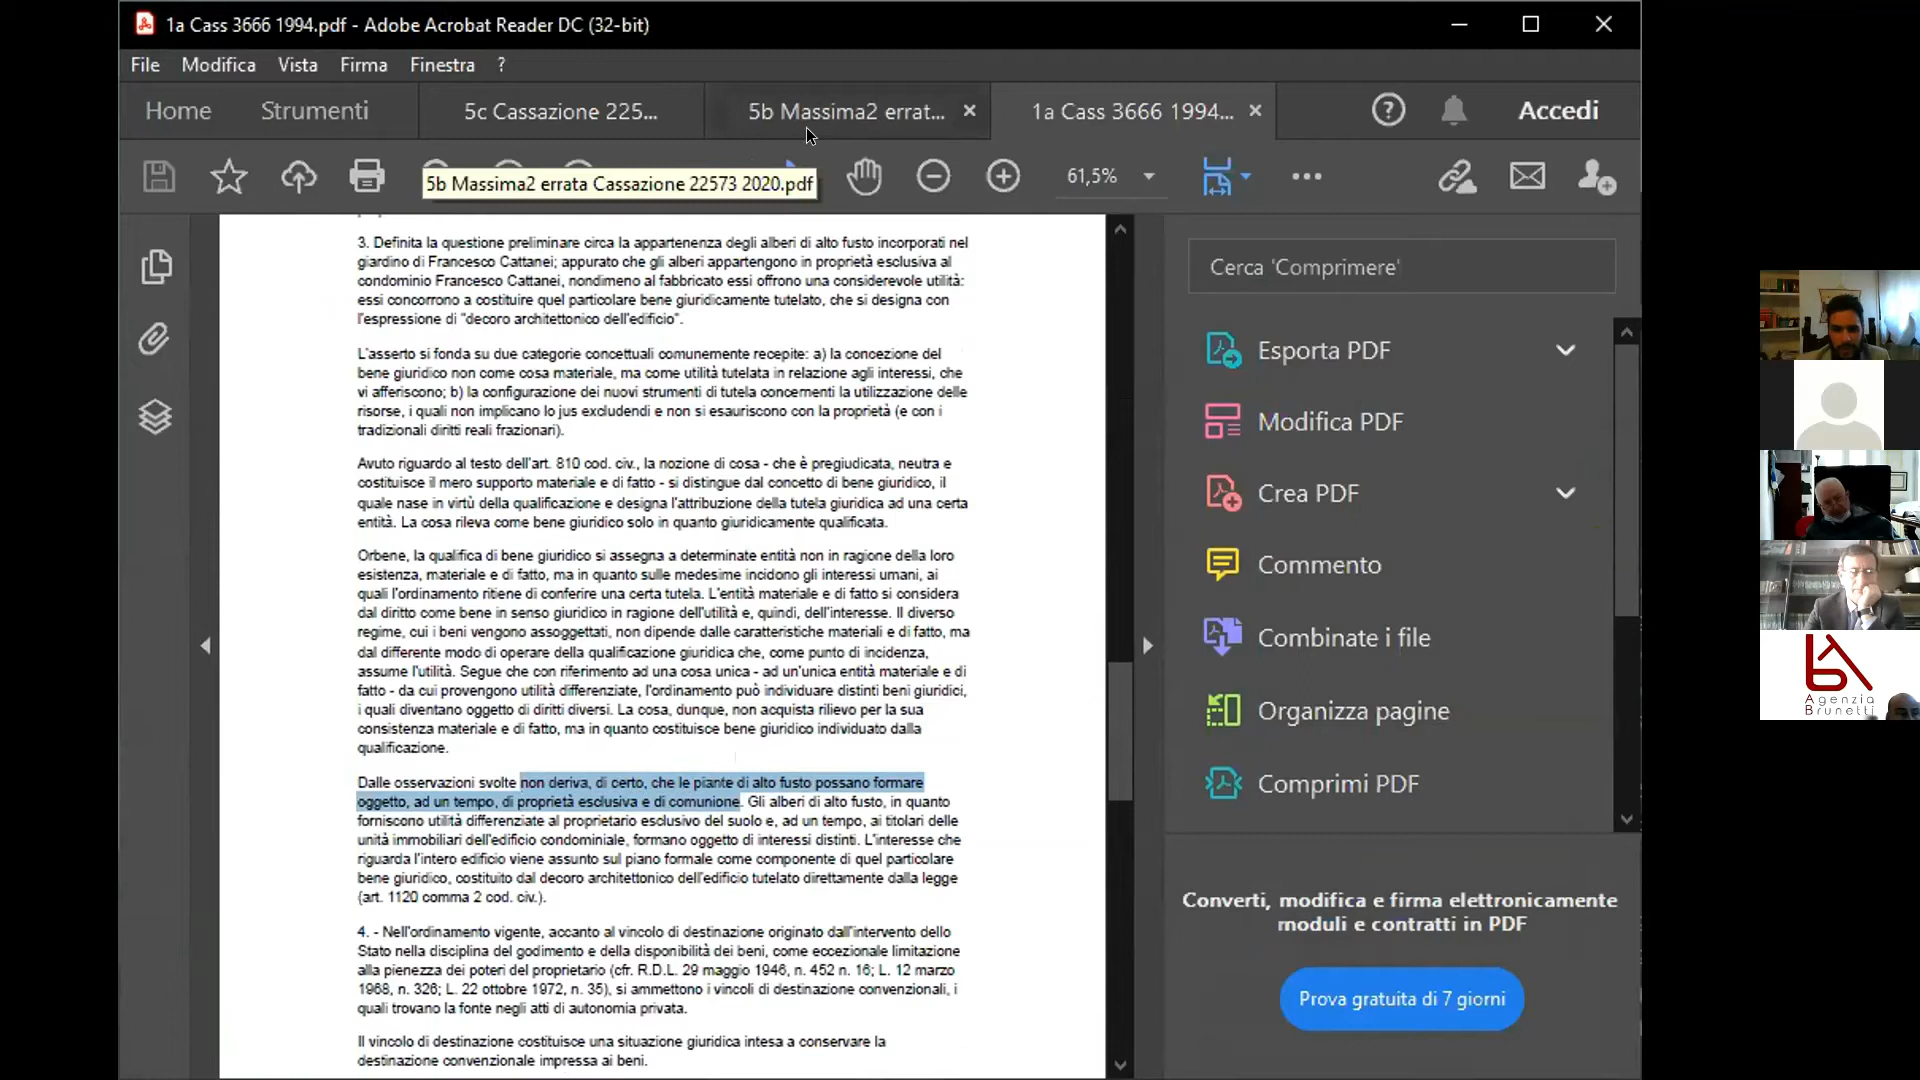 1a Cass 3666 1994.pdf - Adobe Acrobat Reader DC (32-bit)
File Modifica Vista Firma Finestra ?
Home Strumenti 5c Cassazione 225... 5b Massima2 errat... 1a Cass 3666 1994... Accedi
5b Massima2 errata Cassazione 22573 2020.pdf 61,5%
3. Definita la questione preliminare circa la appartenenza degli alberi di alto fusto incorporati nel
giardino di Francesco Cattanei; appurato che gli alberi appartengono in proprietà esclusiva al
condominio Francesco Cattanei, nondimeno al fabbricato essi offrono una considerevole utilità:
essi concorrono a costituire quel particolare bene giuridicamente tutelato, che si designa con
l'espressione di "decoro architettonico dell'edificio".
L'asserto si fonda su due categorie concettuali comunemente recepite: a) la concezione del
bene giuridico non come cosa materiale, ma come utilità tutelata in relazione agli interessi, che
vi afferiscono; b) la configurazione dei nuovi strumenti di tutela concernenti la utilizzazione delle
risorse, i quali non implicano lo jus excludendi e non si esauriscono con la proprietà (e con i
tradizionali diritti reali frazionari).
Avuto riguardo al testo dell'art. 810 cod. civ., la nozione di cosa - che è pregiudicata, neutra e
costituisce il mero supporto materiale e di fatto - si distingue dal concetto di bene giuridico, il
quale nase in virtù della qualificazione e designa l'attribuzione della tutela giuridica ad una certa
entità. La cosa rileva come bene giuridico solo in quanto giuridicamente qualificata.
Orbene, la qualifica di bene giuridico si assegna a determinate entità non in ragione della loro
esistenza, materiale e di fatto, ma in quanto sulle medesime incidono gli interessi umani, ai
quali l'ordinamento ritiene di conferire una certa tutela. L'entità materiale e di fatto si considera
dal diritto come bene in senso giuridico in ragione dell'utilità e, quindi, dell'interesse. Il diverso
regime, cui i beni vengono assoggettati, non dipende dalle caratteristiche materiali e di fatto, ma
dal differente modo di operare della qualificazione giuridica che, come punto di incidenza,
assume l'utilità. Segue che con riferimento ad una cosa unica - ad un'unica entità materiale e di
fatto - da cui provengono utilità differenziate, l'ordinamento può individuare distinti beni giuridici,
i quali diventano oggetto di diritti diversi. La cosa, dunque, non acquista rilievo per la sua
consistenza materiale e di fatto, ma in quanto costituisce bene giuridico individuato dalla
qualificazione.
Dalle osservazioni svolte non deriva, di certo, che le piante di alto fusto possano formare
oggetto, ad un tempo, di proprietà esclusiva e di comunione. Gli alberi di alto fusto, in quanto
forniscono utilità differenziate al proprietario esclusivo del suolo e, ad un tempo, ai titolari delle
unità immobiliari dell'edificio condominiale, formano oggetto di interessi distinti. L'interesse che
riguarda l'intero edificio viene assunto sul piano formale come componente di quel particolare
bene giuridico, costituito dal decoro architettonico dell'edificio tutelato direttamente dalla legge
(art. 1120 comma 2 cod. civ.).
4. - Nell'ordinamento vigente, accanto al vincolo di destinazione originato dall'intervento dello
Stato nella disciplina del godimento e della disponibilità dei beni, come eccezionale limitazione
alla pienezza dei poteri del proprietario (cfr. R.D.L. 29 maggio 1946, n. 452 n. 16; L. 12 marzo
1968, n. 326; L. 22 ottobre 1972, n. 35), si ammettono i vincoli di destinazione convenzionali, i
quali trovano la fonte negli atti di autonomia privata.
Il vincolo di destinazione costituisce una situazione giuridica intesa a conservare la
destinazione convenzionale impressa ai beni.
Cerca 'Comprimere'
Esporta PDF
Modifica PDF
Crea PDF
Commento
Combinate i file
Organizza pagine
Comprimi PDF
Converti, modifica e firma elettronicamente
moduli e contratti in PDF
Prova gratuita di 7 giorni
Agenzia
Brunetti